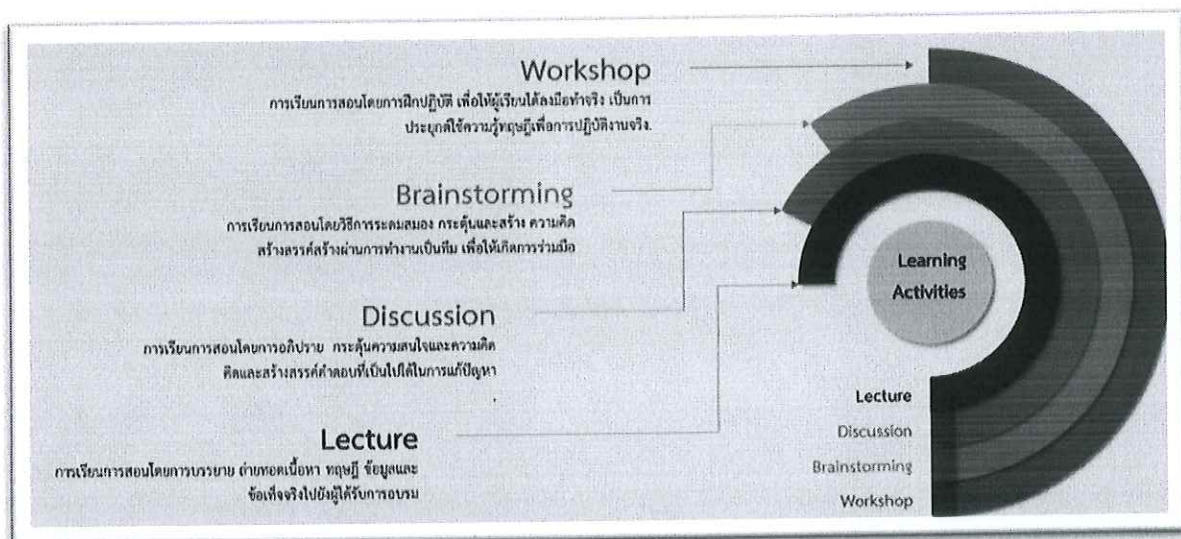 Workshop
การเรียนการสอนโดยการฝึกปฏิบัติ เพื่อให้ผู้เรียนได้ลงมือทำจริง เป็นการ
ประยุกต์ใช้ความรู้ทฤษฎีเพื่อการปฏิบัติงานจริง.
Brainstorming
การเรียนการสอนโดยวิธีการระดมสมอง กระตุ้นและสร้าง ความคิด
สร้างสรรค์สร้างผ่านการทำงานเป็นทีม เพื่อให้เกิดการร่วมมือ
Discussion
การเรียนการสอนโดยการอภิปราย กระตุ้นความสนใจและความคิด
คิดและสร้างสรรค์คำตอบที่เป็นไปได้ในการแก้ปัญหา
Lecture
การเรียนการสอนโดยการบรรยาย ถ่ายทอดเนื้อหา ทฤษฎี ข้อมูลและ
ข้อเท็จจริงไปยังผู้ได้รับการอบรม
Learning
Activities
Lecture
Discussion
Brainstorming
Workshop